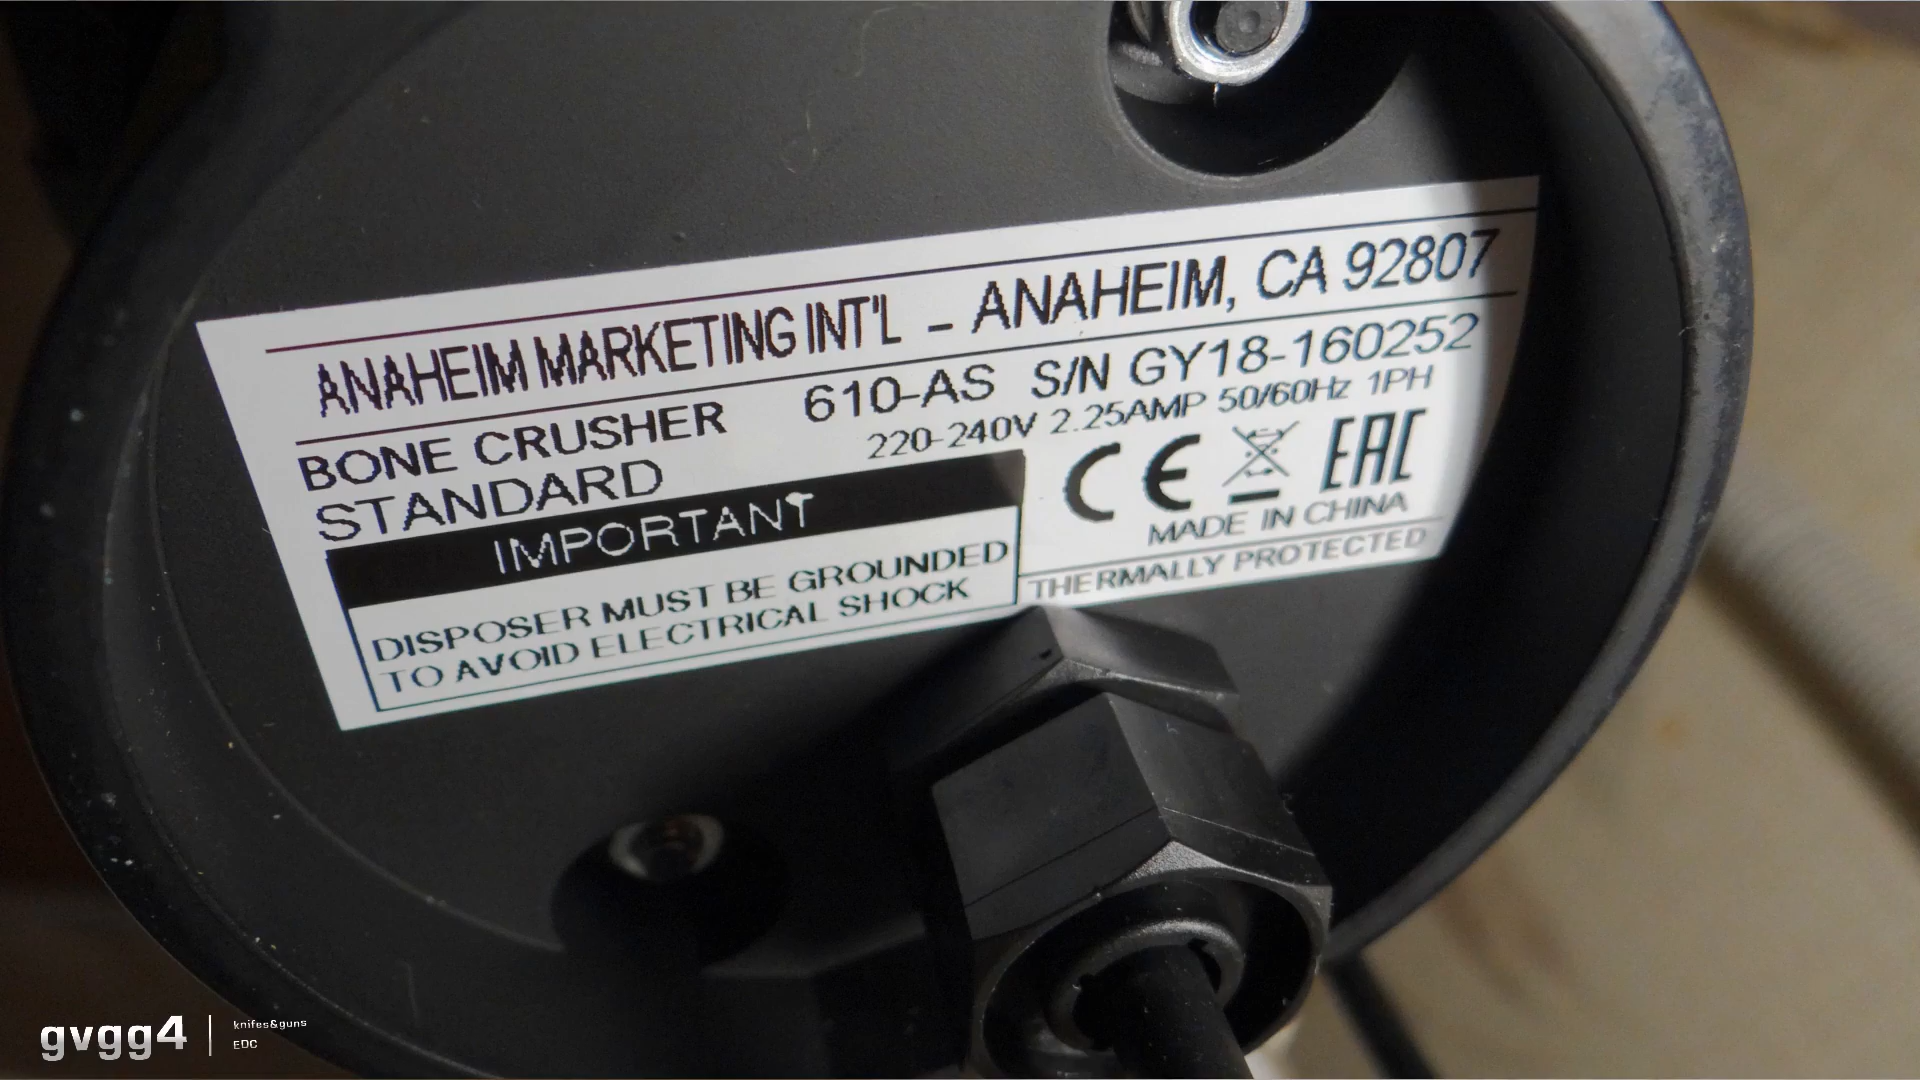 ANAHEIM MARKETING INT'L – ANAHEIM, CA 92807
BONE CRUSHER 610-AS S/N GY18-160252
STANDARD 220-240V 2.25AMP 50/60Hz 1PH
CE EAC
IMPORTANT
MADE IN CHINA
DISPOSER MUST BE GROUNDED
TO AVOID ELECTRICAL SHOCK
THERMALLY PROTECTED
gvgg4
knifes&guns
EDC